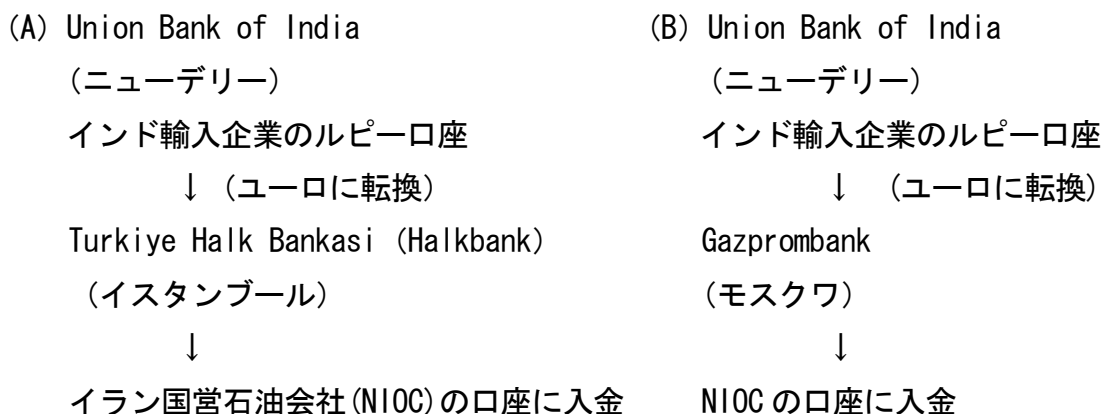 (A) Union Bank of India
(ニューデリー)
インド輸入企業のルピー口座
↓ (ユーロに転換)
Turkiye Halk Bankasi (Halkbank)
(イスタンブール)
↓
イラン国営石油会社(NIOC)の口座に入金
(B) Union Bank of India
(ニューデリー)
インド輸入企業のルピー口座
↓ (ユーロに転換)
Gazprombank
(モスクワ)
↓
NIOC の口座に入金